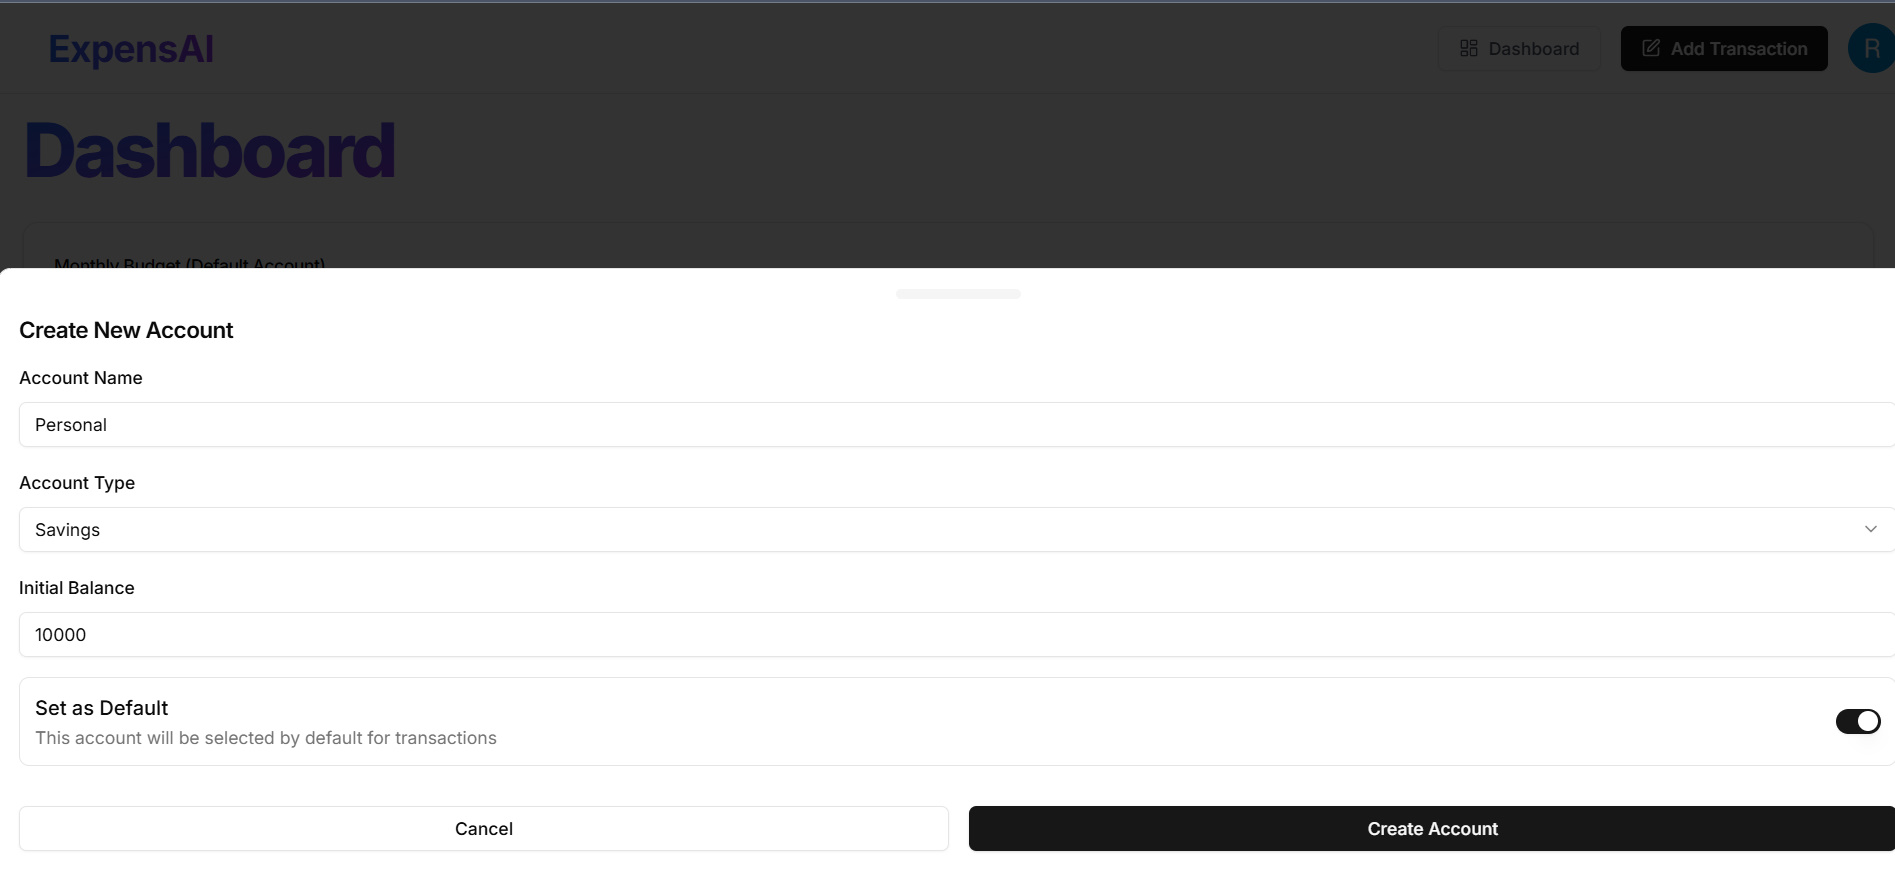 ExpensAI
Dashboard
Add Transaction
R
Dashboard
Monthly Budget (Default Account)
Create New Account
Account Name
Personal
Account Type
Savings
Initial Balance
10000
Set as Default
This account will be selected by default for transactions
Cancel
Create Account